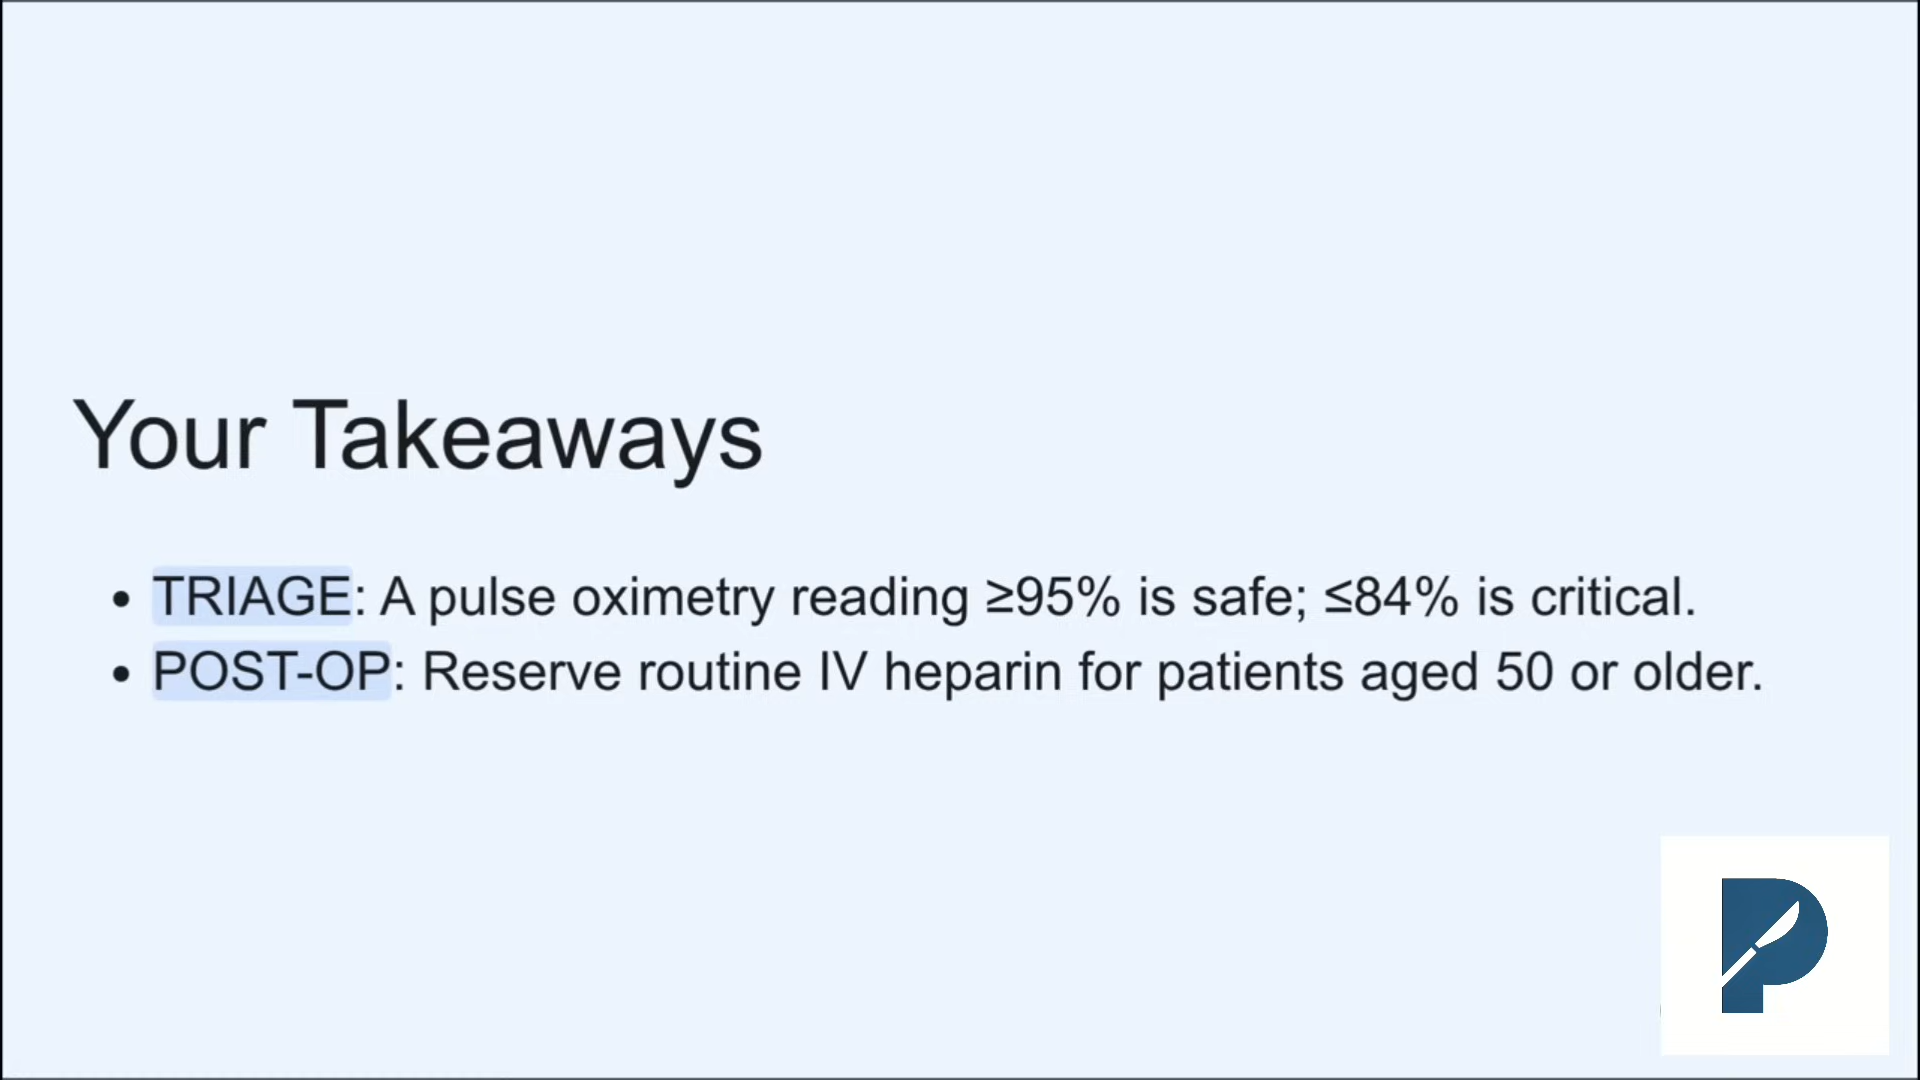 Your Takeaways
• TRIAGE: A pulse oximetry reading ≥95% is safe; ≤84% is critical.
• POST-OP: Reserve routine IV heparin for patients aged 50 or older.
P